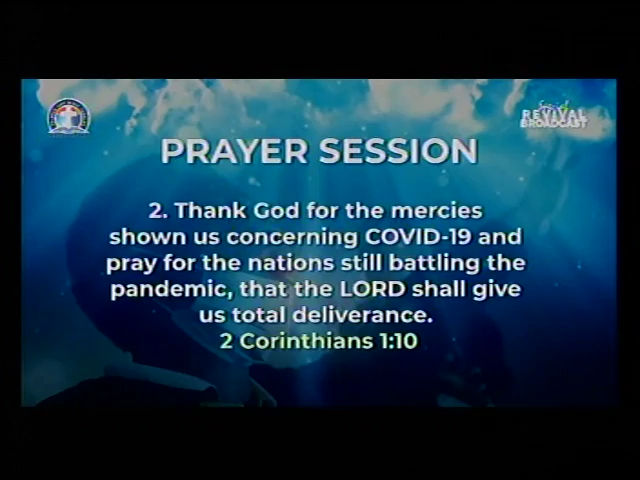 REVIVAL
BROADCAST
PRAYER SESSION
2. Thank God for the mercies
shown us concerning COVID-19 and
pray for the nations still battling the
pandemic, that the LORD shall give
us total deliverance.
2 Corinthians 1:10